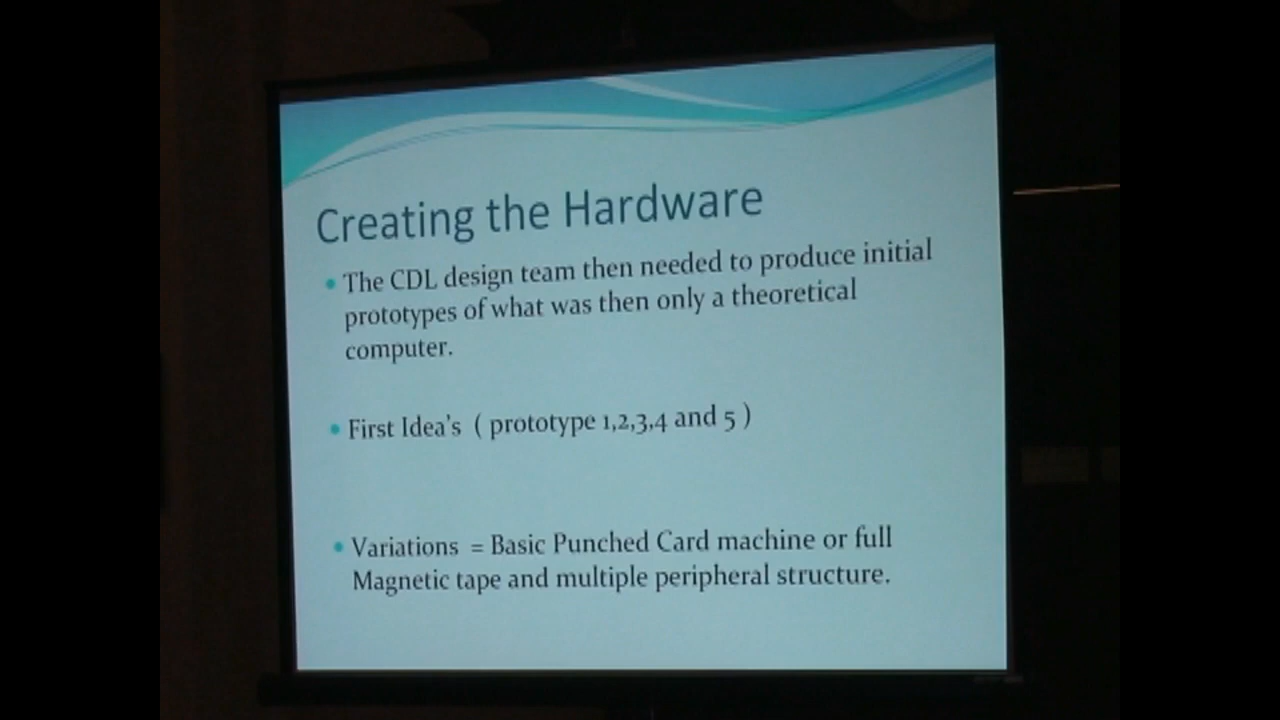 Creating the Hardware
• The CDL design team then needed to produce initial
prototypes of what was then only a theoretical
computer.
• First Idea's ( prototype 1,2,3,4 and 5 )
• Variations = Basic Punched Card machine or full
Magnetic tape and multiple peripheral structure.